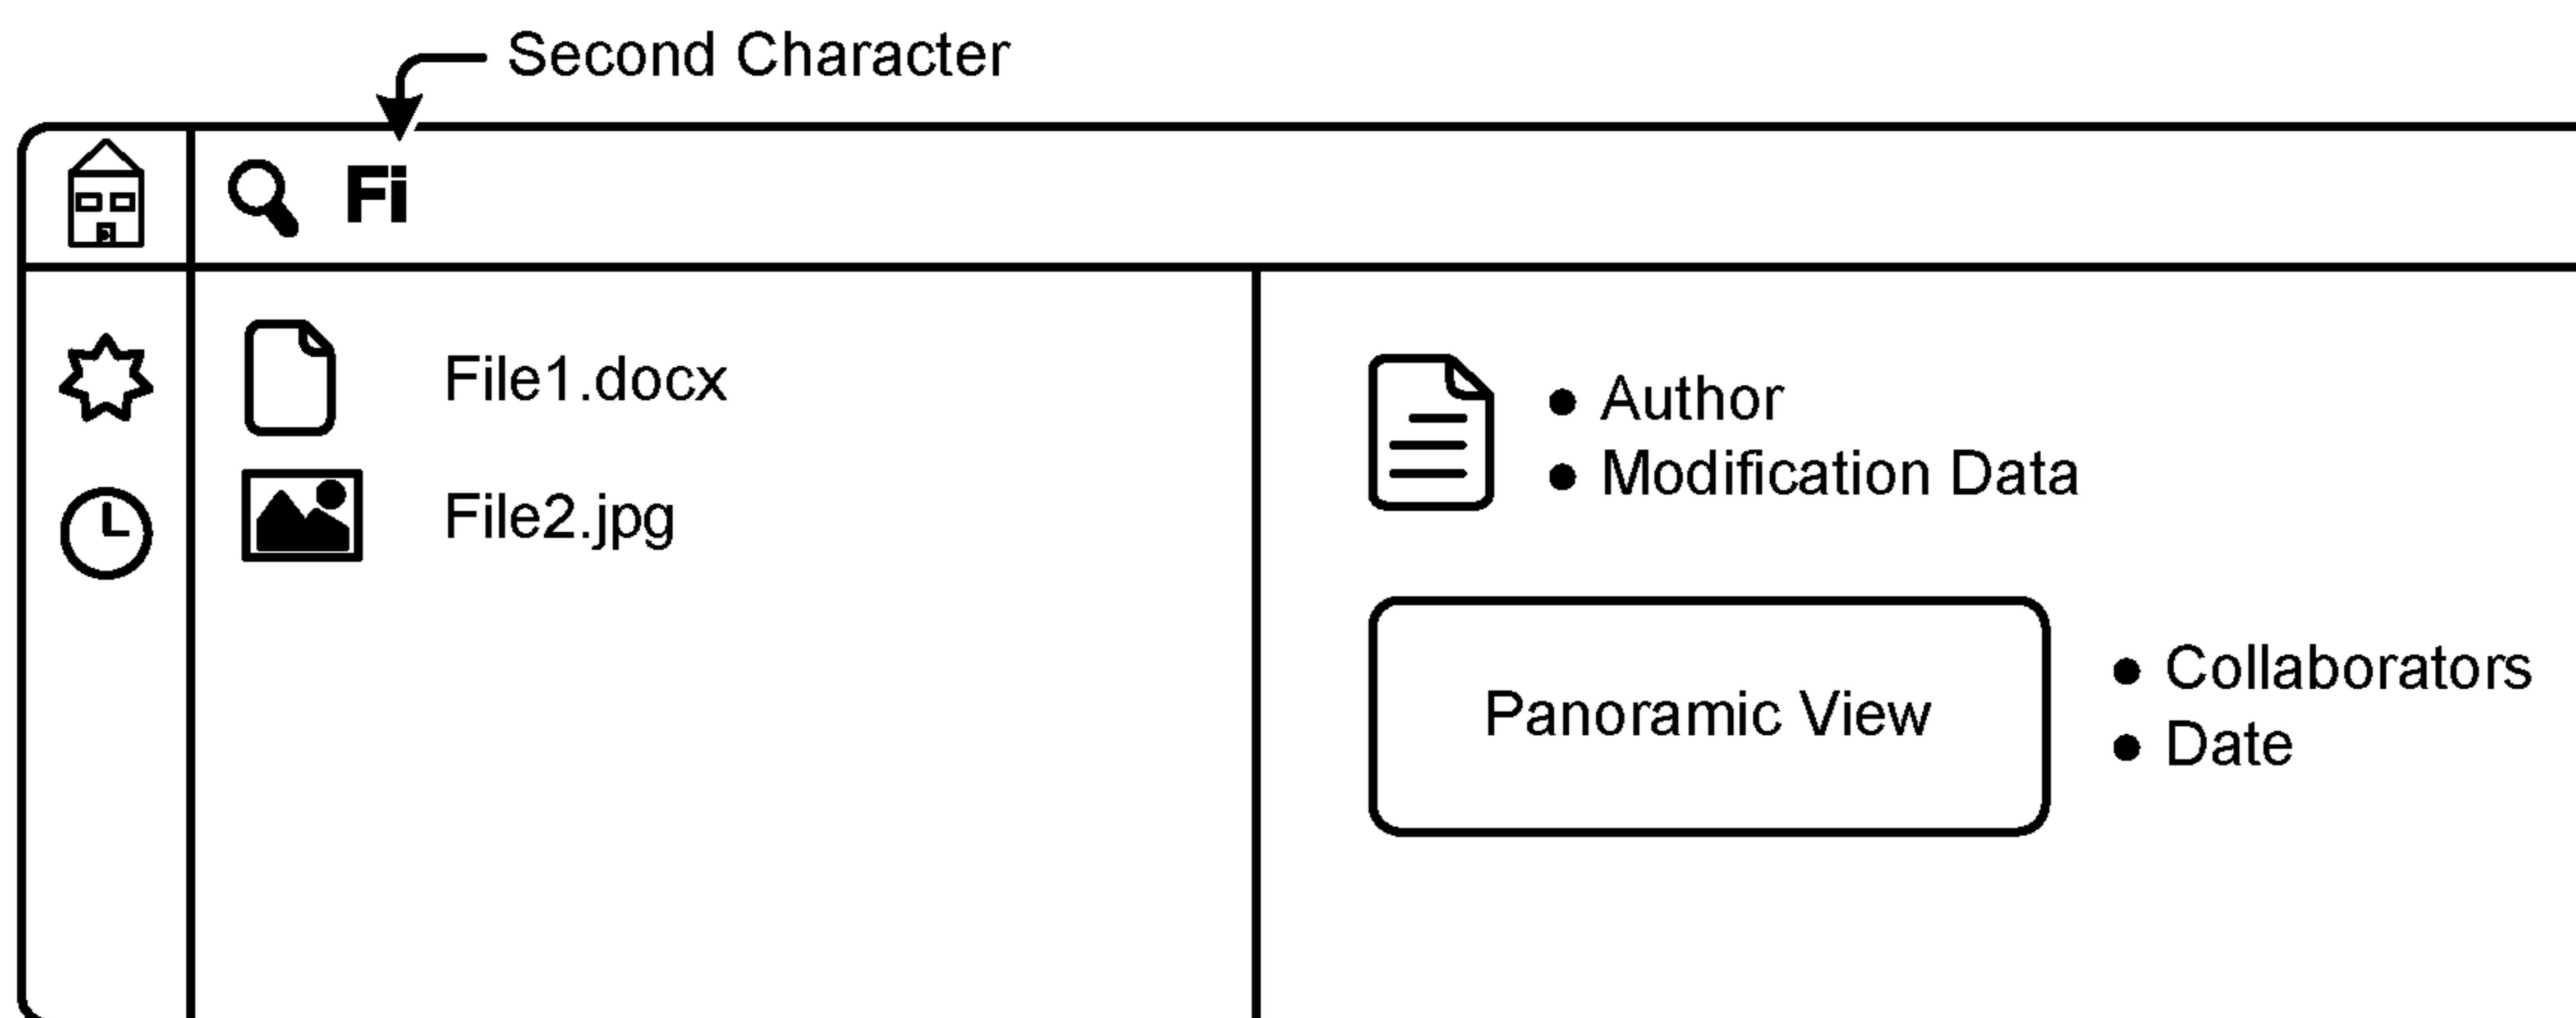 Second Character
Fi
File1.docx
File2.jpg
• Author
• Modification Data
Panoramic View
• Collaborators
• Date